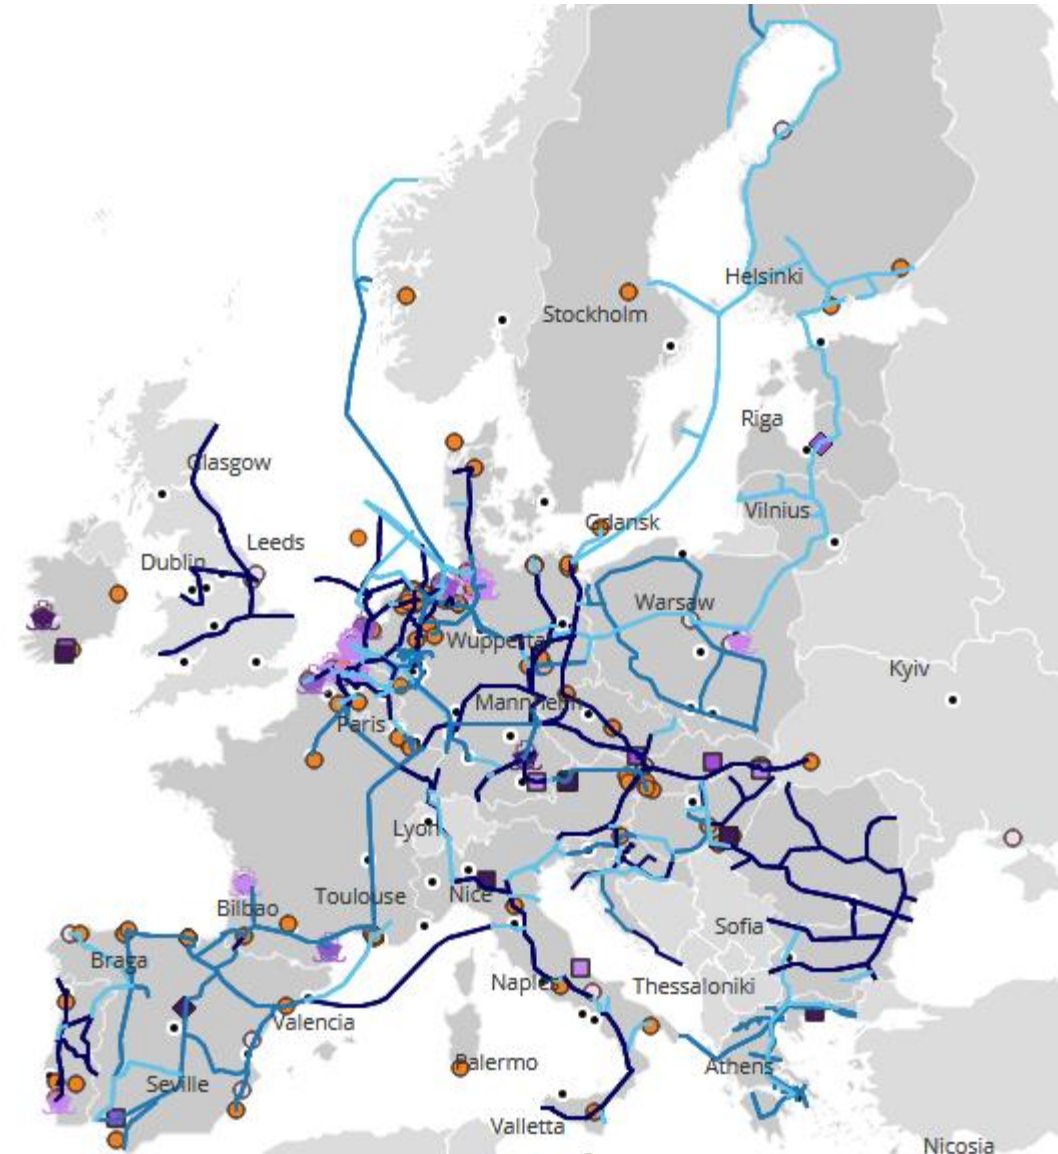 Helsinki
Stockholm
Riga
Glasgow
Vilnius
Gdansk
Leeds
Dublin
Warsaw
Wupperta
Kyiv
Mannheim
Paris
Lyon
Toulouse
Nice
Bilbao
Sofia
Braga
Naples
Thessaloniki
Valencia
Palermo
Athens
Seville
Valletta
Nicosia